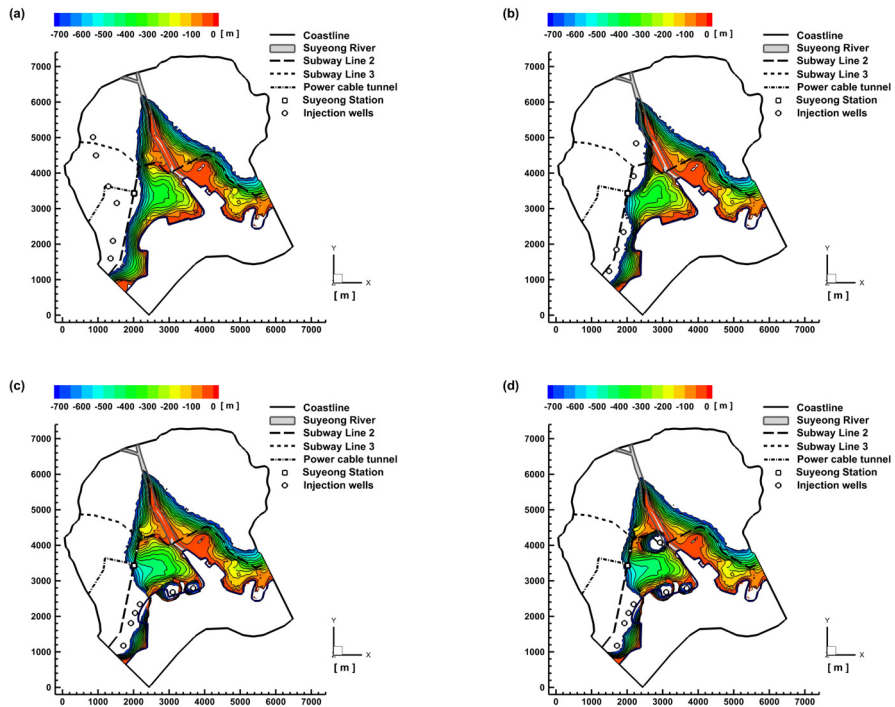 (a)
-700 -600 -500 -400 -300 -200 -100 0 [ m ]
Coastline
Suyeong River
Subway Line 2
Subway Line 3
Power cable tunnel
Suyeong Station
Injection wells
7000
6000
5000
4000
3000
2000
1000
0
0 1000 2000 3000 4000 5000 6000 7000
Y
X
[ m ]
(b)
-700 -600 -500 -400 -300 -200 -100 0 [ m ]
Coastline
Suyeong River
Subway Line 2
Subway Line 3
Power cable tunnel
Suyeong Station
Injection wells
7000
6000
5000
4000
3000
2000
1000
0
0 1000 2000 3000 4000 5000 6000 7000
Y
X
[ m ]
(c)
-700 -600 -500 -400 -300 -200 -100 0 [ m ]
Coastline
Suyeong River
Subway Line 2
Subway Line 3
Power cable tunnel
Suyeong Station
Injection wells
7000
6000
5000
4000
3000
2000
1000
0
0 1000 2000 3000 4000 5000 6000 7000
Y
X
[ m ]
(d)
-700 -600 -500 -400 -300 -200 -100 0 [ m ]
Coastline
Suyeong River
Subway Line 2
Subway Line 3
Power cable tunnel
Suyeong Station
Injection wells
7000
6000
5000
4000
3000
2000
1000
0
0 1000 2000 3000 4000 5000 6000 7000
Y
X
[ m ]